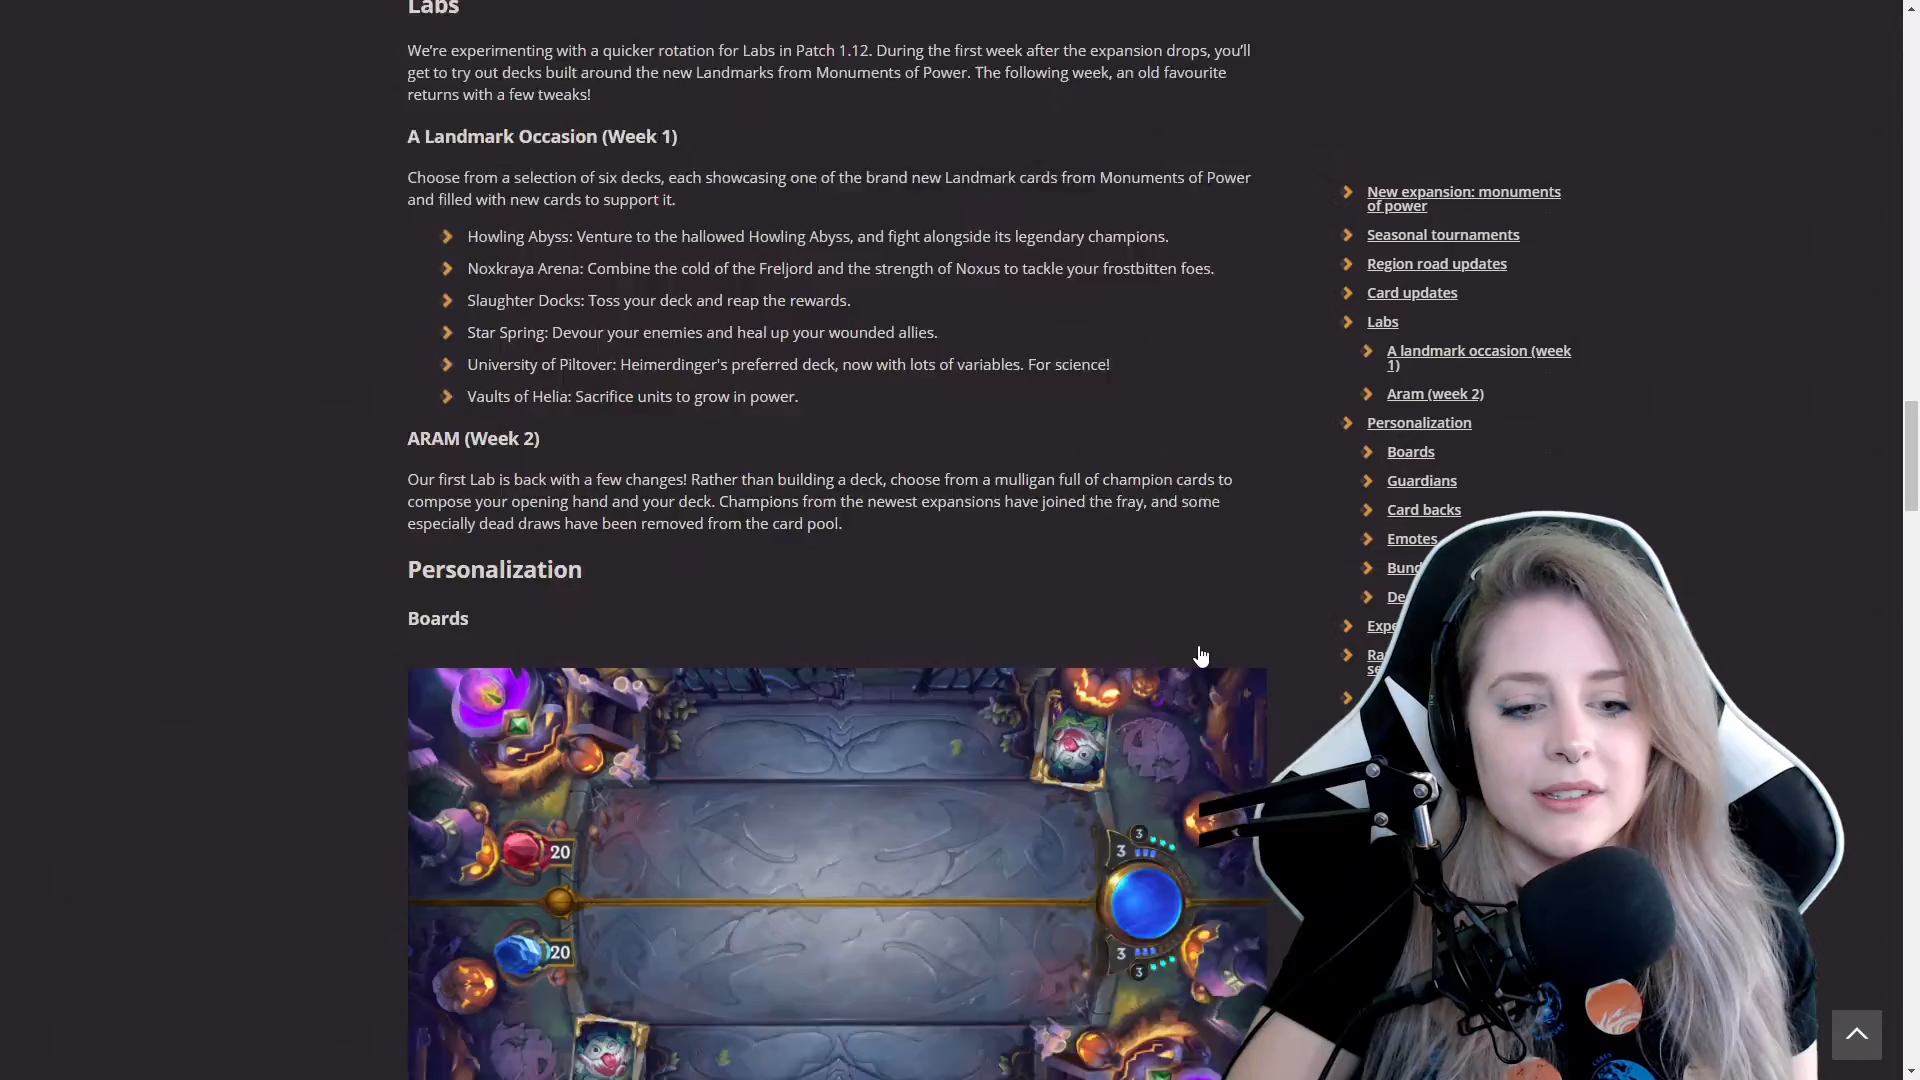 Labs
We're experimenting with a quicker rotation for Labs in Patch 1.12. During the first week after the expansion drops, you'll
get to try out decks built around the new Landmarks from Monuments of Power. The following week, an old favourite
returns with a few tweaks!
A Landmark Occasion (Week 1)
Choose from a selection of six decks, each showcasing one of the brand new Landmark cards from Monuments of Power
and filled with new cards to support it.
Howling Abyss: Venture to the hallowed Howling Abyss, and fight alongside its legendary champions.
Noxkraya Arena: Combine the cold of the Freljord and the strength of Noxus to tackle your frostbitten foes.
Slaughter Docks: Toss your deck and reap the rewards.
Star Spring: Devour your enemies and heal up your wounded allies.
University of Piltover: Heimerdinger's preferred deck, now with lots of variables. For science!
Vaults of Helia: Sacrifice units to grow in power.
ARAM (Week 2)
Our first Lab is back with a few changes! Rather than building a deck, choose from a mulligan full of champion cards to
compose your opening hand and your deck. Champions from the newest expansions have joined the fray, and some
especially dead draws have been removed from the card pool.
Personalization
Boards
20
3
3
20
3
3
New expansion: monuments
of power
Seasonal tournaments
Region road updates
Card updates
Labs
A landmark occasion (week
1)
Aram (week 2)
Personalization
Boards
Guardians
Card backs
Emotes